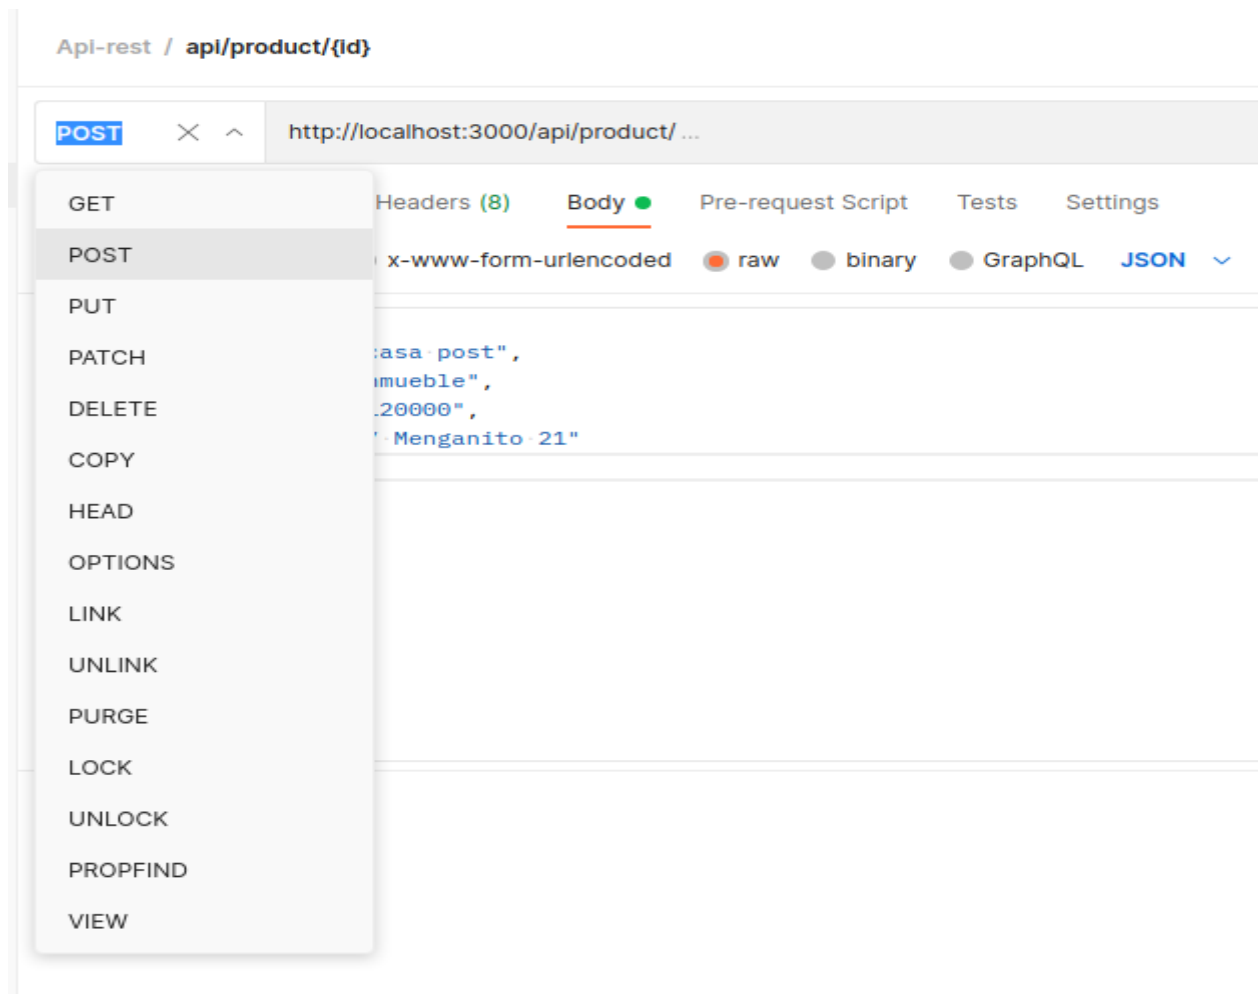 Api-rest / api/product/{id}
POST http://localhost:3000/api/product/ ...
GET
POST
PUT
PATCH
DELETE
COPY
HEAD
OPTIONS
LINK
UNLINK
PURGE
LOCK
UNLOCK
PROPFIND
VIEW
Headers (8) Body Pre-request Script Tests Settings
x-www-form-urlencoded raw binary GraphQL JSON
post",
20000",
Menganito 21"